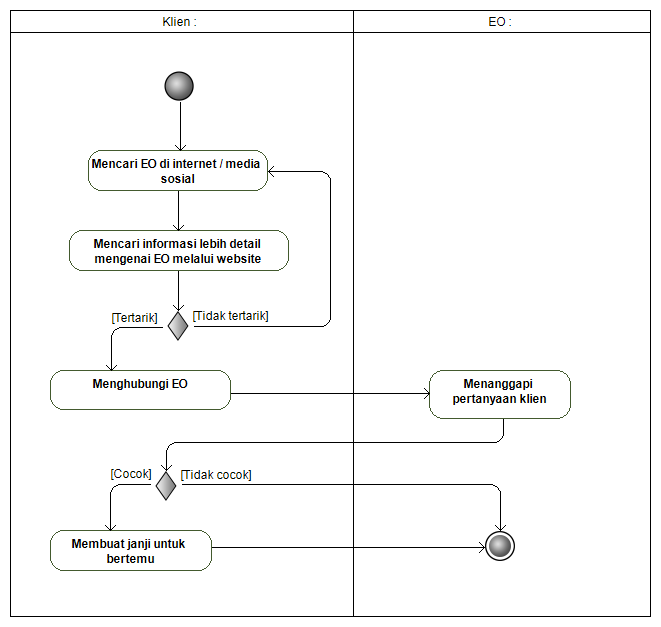 Klien :
EO :
Mencari EO di internet / media
sosial
Mencari informasi lebih detail
mengenai EO melalui website
[Tertarik]
[Tidak tertarik]
Menghubungi EO
Menanggapi
pertanyaan klien
[Cocok]
[Tidak cocok]
Membuat janji untuk
bertemu